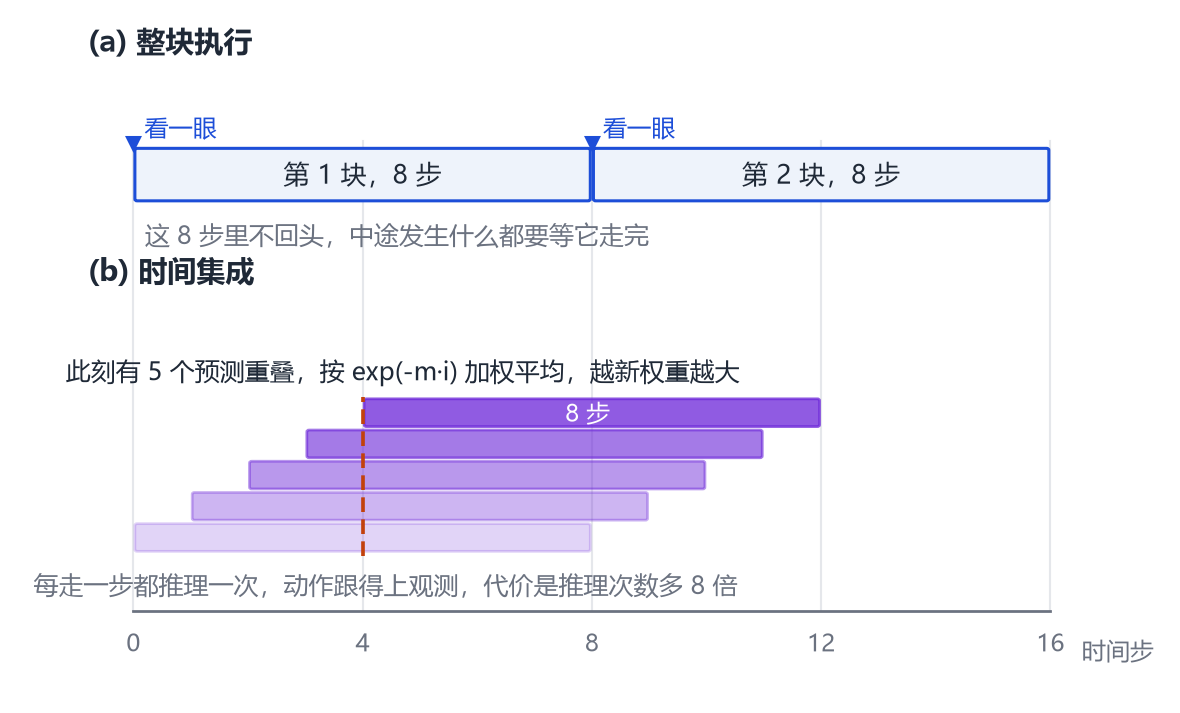 (a) 整块执行
看一眼
看一眼
第 1 块，8 步
第 2 块，8 步
这 8 步里不回头，中途发生什么都要等它走完
(b) 时间集成
此刻有 5 个预测重叠，按 exp(-m·i) 加权平均，越新权重越大
8 步
每走一步都推理一次，动作跟得上观测，代价是推理次数多 8 倍
0
4
8
12
16
时间步